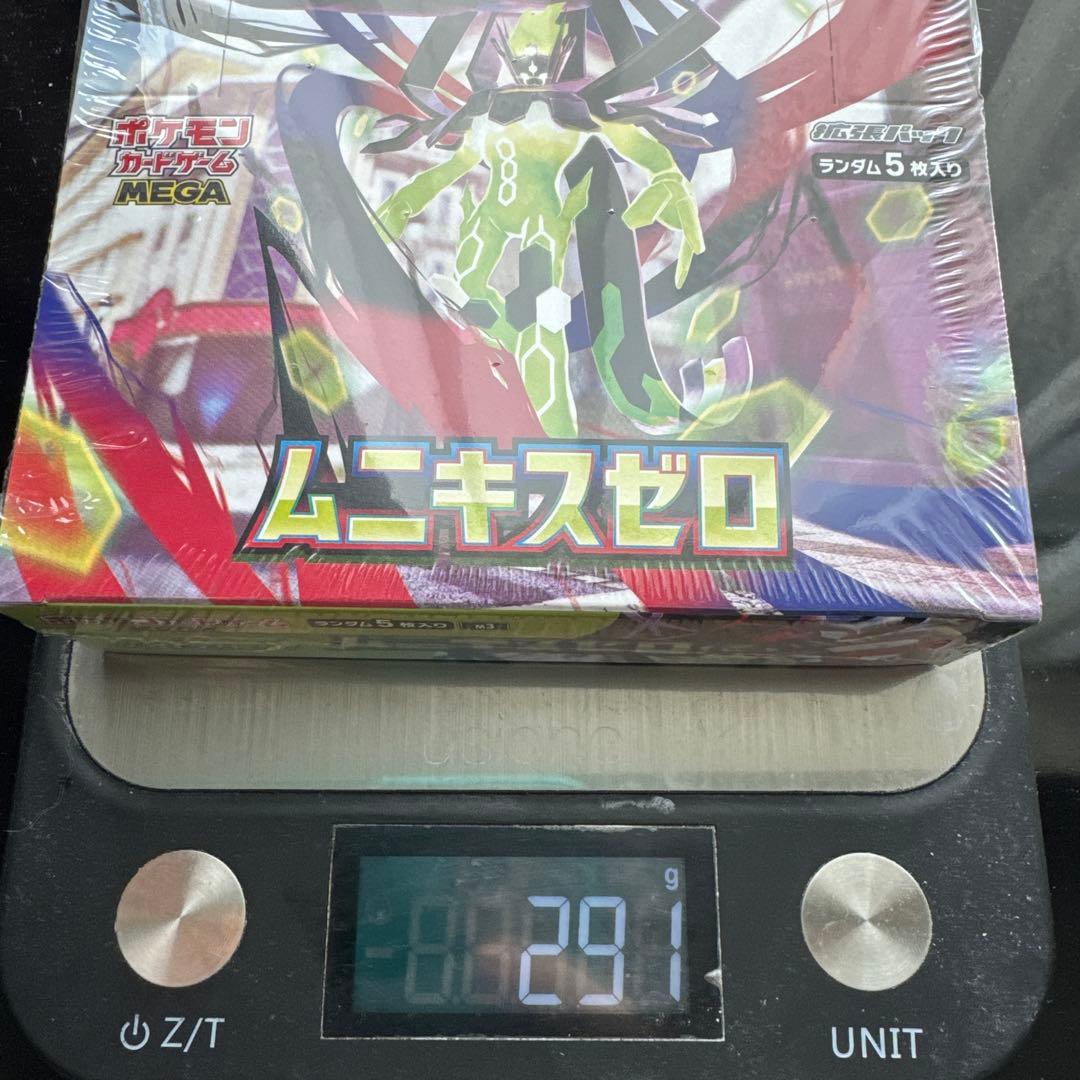 ポケモン
カードゲーム
MEGA
拡張パック
ランダム5枚入り
ムニキスゼロ
ランダム5枚入り M3
g
291
⏻ Z/T
UNIT